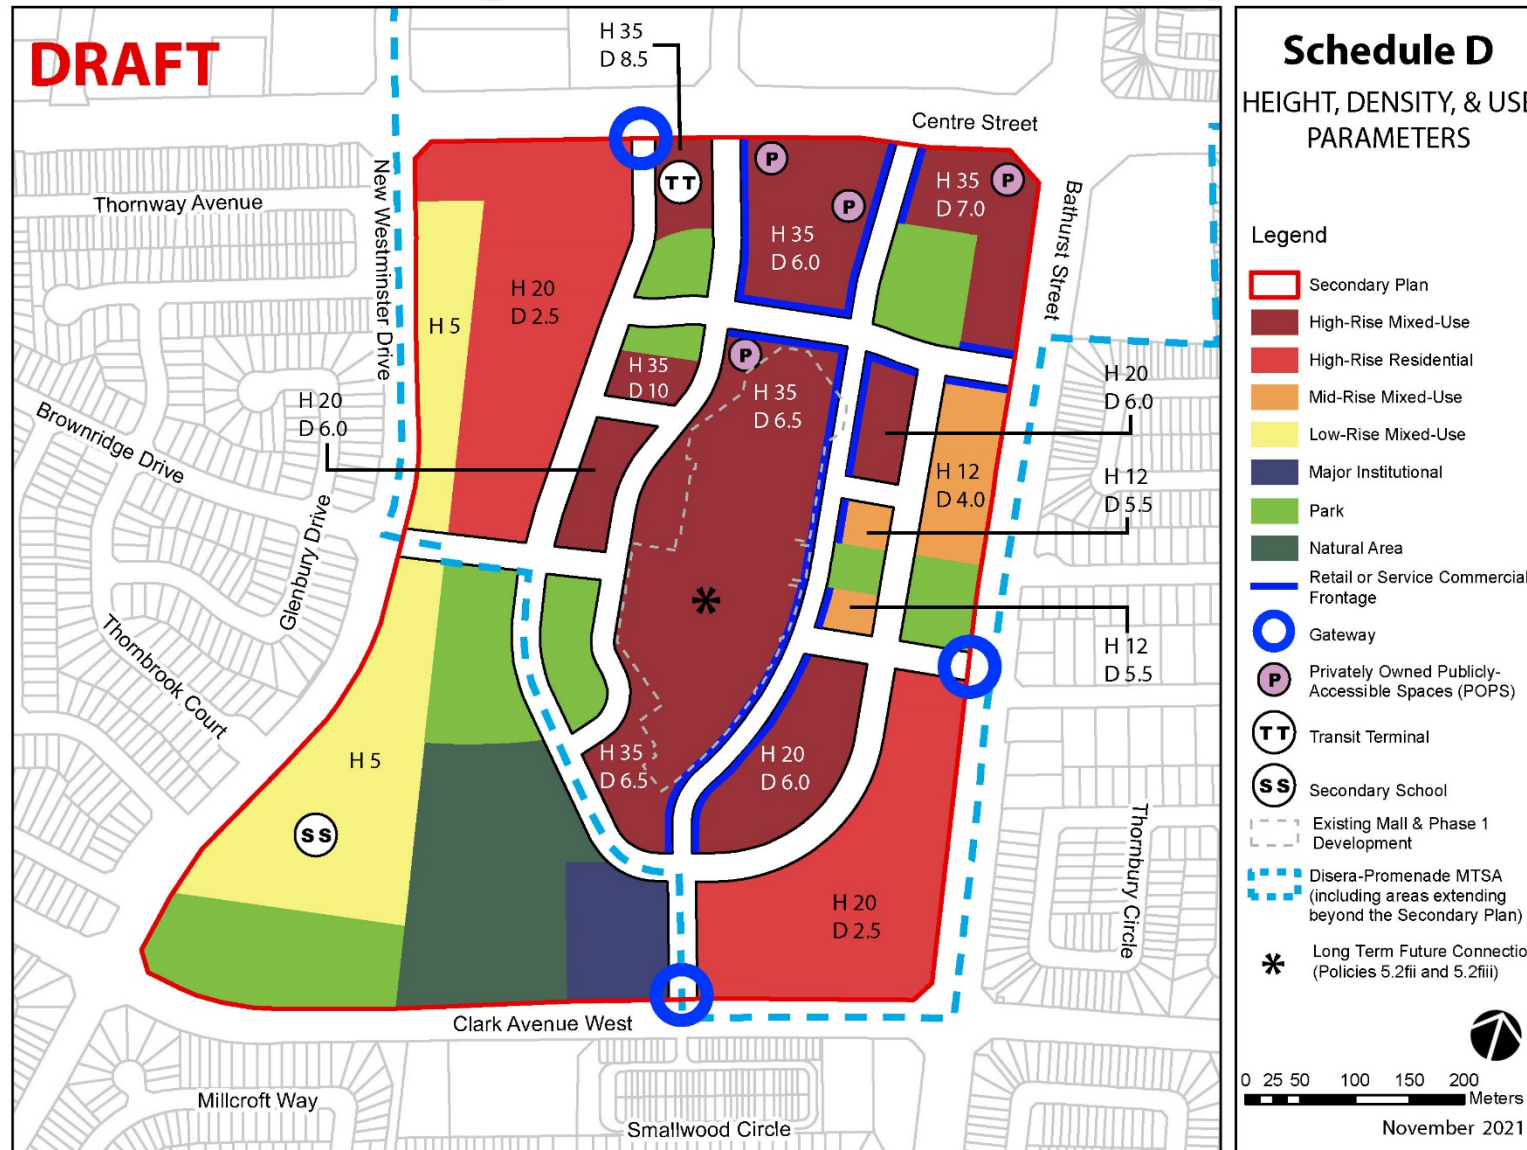 DRAFT
H 35
D 8.5
Centre Street
Thornway Avenue
New Westminster Drive
TT
P
P
H 35
D 7.0
P
Bathurst Street
H 35
D 6.0
H 20
D 2.5
H 5
H 35
D 10
P
H 35
D 6.5
H 20
D 6.0
H 20
D 6.0
Brownridge Drive
Glenbury Drive
H 12
D 4.0
H 12
D 5.5
*
H 12
D 5.5
Thornbrook Court
H 5
H 35
D 6.5
H 20
D 6.0
SS
Thornbury Circle
H 20
D 2.5
Clark Avenue West
Millcroft Way
Smallwood Circle
Schedule D
HEIGHT, DENSITY, & USE
PARAMETERS
Legend
Secondary Plan
High-Rise Mixed-Use
High-Rise Residential
Mid-Rise Mixed-Use
Low-Rise Mixed-Use
Major Institutional
Park
Natural Area
Retail or Service Commercial
Frontage
Gateway
P
Privately Owned Publicly-
Accessible Spaces (POPS)
TT
Transit Terminal
SS
Secondary School
Existing Mall & Phase 1
Development
Disera-Promenade MTSA
(including areas extending
beyond the Secondary Plan)
*
Long Term Future Connectio
(Policies 5.2fii and 5.2fiii)
0 25 50 100 150 200
Meters
November 2021